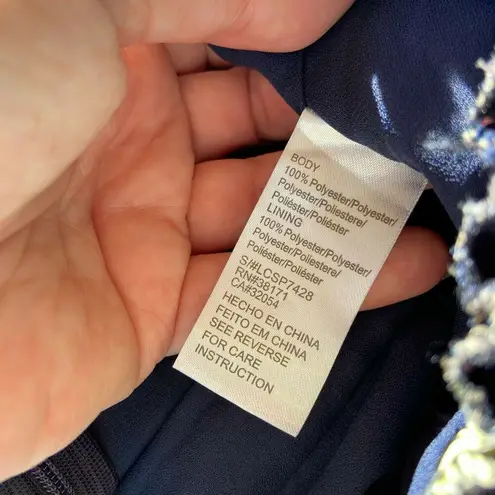 BODY
100% Polyester/Polyester/
Polyester/Poliestere/
Poliéster/Poliéster
LINING
100% Polyester/Polyester/
Polyester/Poliestere/
Poliéster/Poliéster
S/#LCSP7428
RN#38171
CA#32054
HECHO EN CHINA
FEITO EM CHINA
SEE REVERSE
FOR CARE
INSTRUCTION